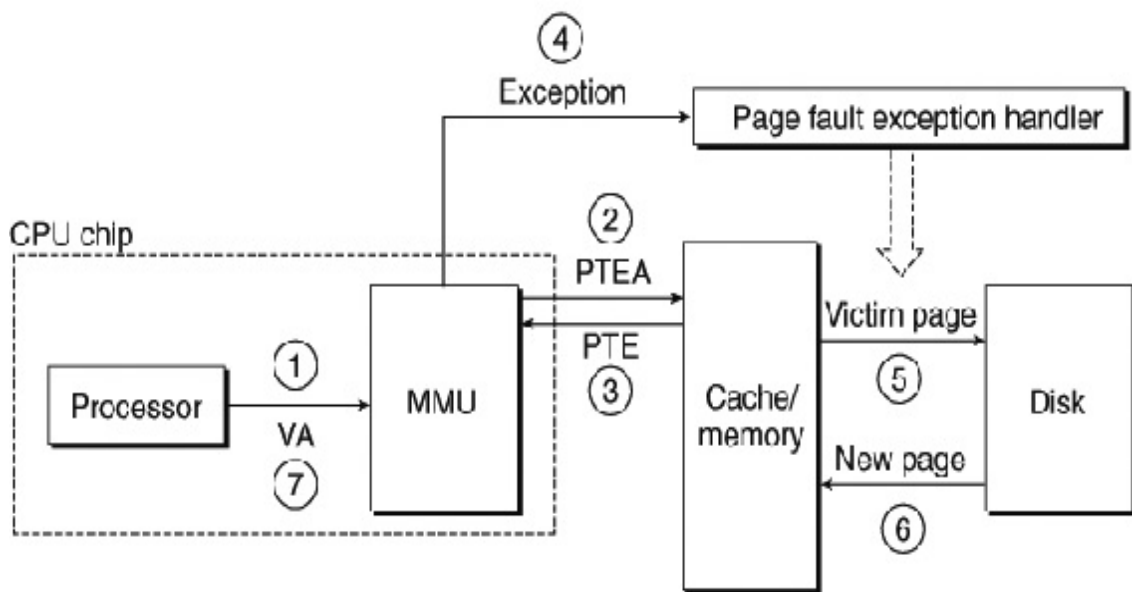 4
Exception
Page fault exception handler
2
CPU chip
PTEA
Victim page
1
PTE
Processor
MMU
3
Cache/
memory
5
Disk
VA
New page
7
6